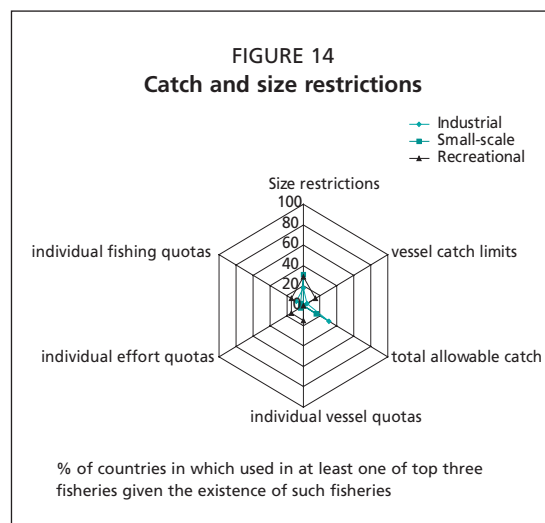 FIGURE 14
Catch and size restrictions
Industrial
Small-scale
Recreational
Size restrictions
100
80
60
40
20
0
individual fishing quotas
vessel catch limits
individual effort quotas
total allowable catch
individual vessel quotas
% of countries in which used in at least one of top three
fisheries given the existence of such fisheries